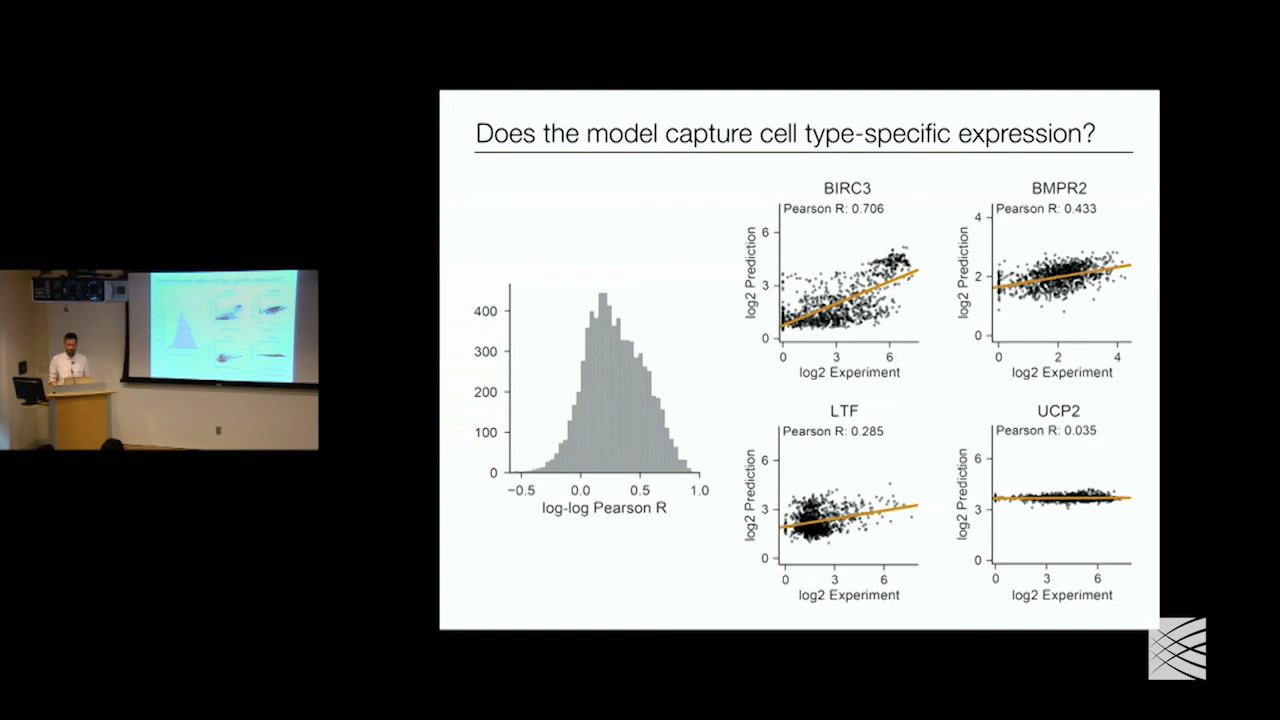 Does the model capture cell type-specific expression?
400
300
200
100
0
−0.5 0.0 0.5 1.0
log-log Pearson R
BIRC3
Pearson R: 0.706
6
3
0
log2 Prediction
0 3 6
log2 Experiment
BMPR2
Pearson R: 0.433
4
2
0
log2 Prediction
0 2 4
log2 Experiment
LTF
Pearson R: 0.285
6
3
0
log2 Prediction
0 3 6
log2 Experiment
UCP2
Pearson R: 0.035
6
3
0
log2 Prediction
0 3 6
log2 Experiment